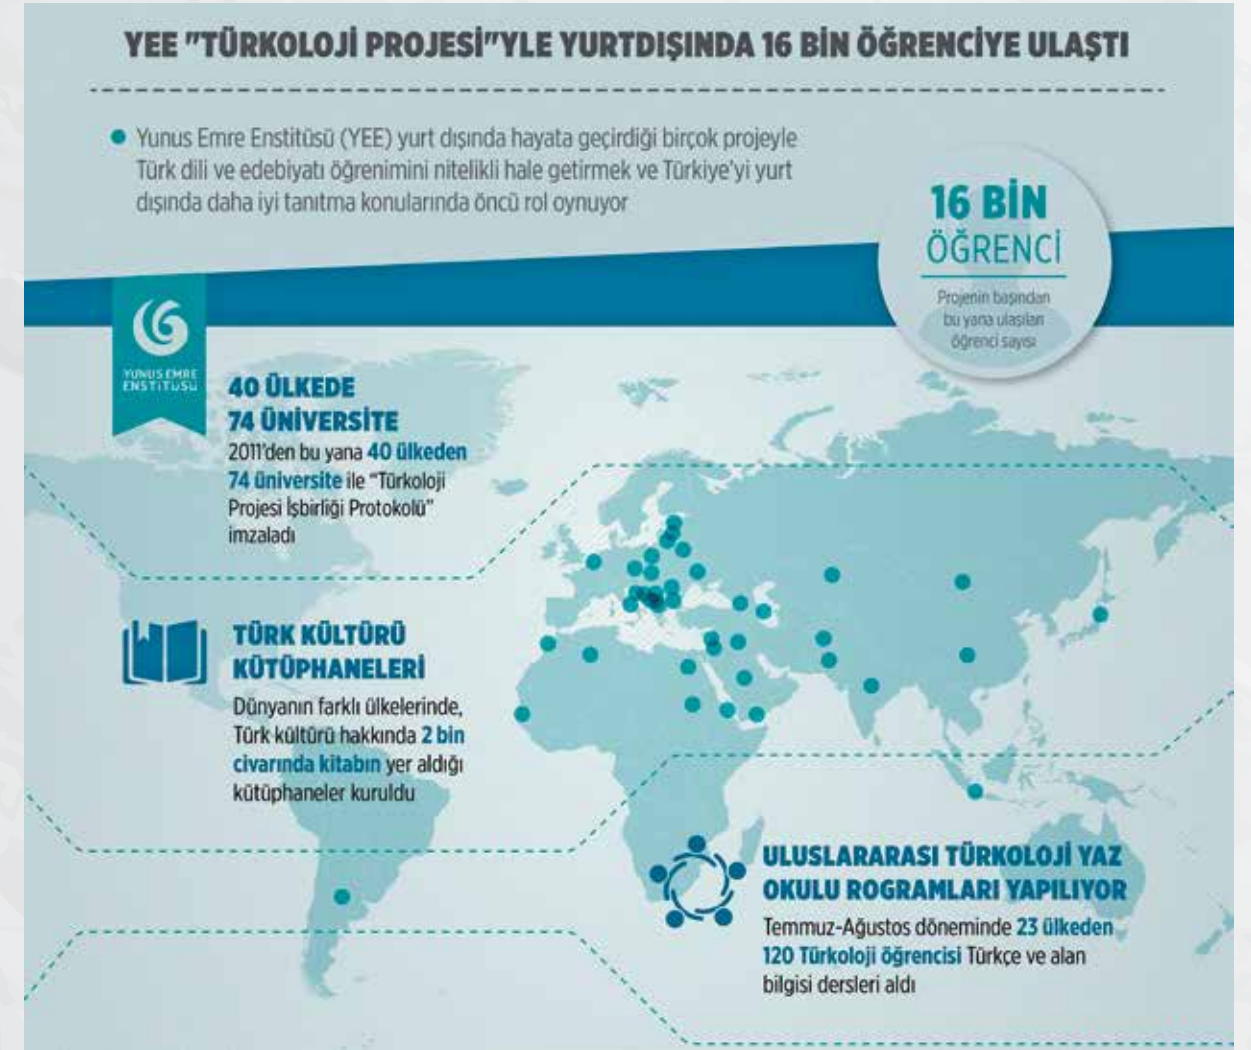 YEE "TÜRKOLOJİ PROJESİ"YLE YURTDIŞINDA 16 BİN ÖĞRENCİYE ULAŞTI
Yunus Emre Enstitüsü (YEE) yurt dışında hayata geçirdiği birçok projeyle
Türk dili ve edebiyatı öğrenimini nitelikli hale getirmek ve Türkiye'yi yurt
dışında daha iyi tanıtma konularında öncü rol oynuyor
16 BİN
ÖĞRENCİ
Projenin başından
bu yana ulaşılan
öğrenci sayısı
YUNUS EMRE
ENSTİTÜSÜ
40 ÜLKEDE
74 ÜNİVERSİTE
2011'den bu yana 40 ülkeden
74 üniversite ile "Türkoloji
Projesi İşbirliği Protokolü"
imzaladı
TÜRK KÜLTÜRÜ
KÜTÜPHANELERİ
Dünyanın farklı ülkelerinde,
Türk kültürü hakkında 2 bin
civarında kitabın yer aldığı
kütüphaneler kuruldu
ULUSLARARASI TÜRKOLOJİ YAZ
OKULU ROGRAMLARI YAPILIYOR
Temmuz-Ağustos döneminde 23 ülkeden
120 Türkoloji öğrencisi Türkçe ve alan
bilgisi dersleri aldı